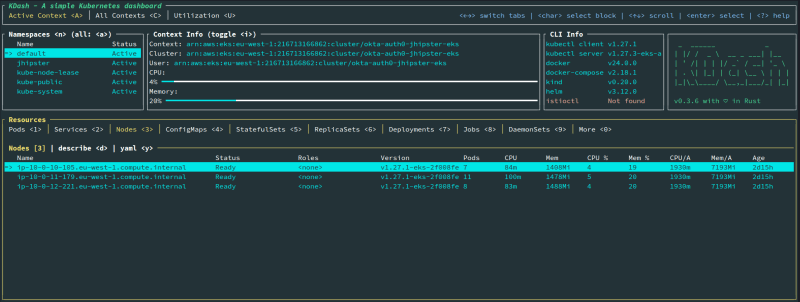 KDash - A simple Kubernetes dashboard
Active Context <A> │ All Contexts <C> │ Utilization <U>
<←→> switch tabs | <char> select block | <↑↓> scroll | <enter> select | <?> help
Namespaces <n> (all: <a>)
Name Status
=> default Active
jhipster Active
kube-node-lease Active
kube-public Active
kube-system Active
Context Info (toggle <i>)
Context: arn:aws:eks:eu-west-1:216713166862:cluster/okta-auth0-jhipster-eks
Cluster: arn:aws:eks:eu-west-1:216713166862:cluster/okta-auth0-jhipster-eks
User: arn:aws:eks:eu-west-1:216713166862:cluster/okta-auth0-jhipster-eks
CPU:
4%
Memory:
20%
CLI Info
kubectl client v1.27.1
kubectl server v1.27.3-eks-a
docker v24.0.0
docker-compose v2.18.1
kind v0.20.0
helm v3.12.0
istioctl Not found
v0.3.6 with ♡ in Rust
Resources
Pods <1> │ Services <2> │ Nodes <3> │ ConfigMaps <4> │ StatefulSets <5> │ ReplicaSets <6> │ Deployments <7> │ Jobs <8> │ DaemonSets <9> │ More <0>
Nodes [3] | describe <d> | yaml <y>
Name Status Roles Version Pods CPU Mem CPU % Mem % CPU/A Mem/A Age
=> ip-10-0-10-105.eu-west-1.compute.internal Ready <none> v1.27.1-eks-2f008fe 7 94m 1408Mi 4 19 1930m 7193Mi 2d15h
ip-10-0-11-179.eu-west-1.compute.internal Ready <none> v1.27.1-eks-2f008fe 11 100m 1478Mi 5 20 1930m 7193Mi 2d15h
ip-10-0-12-221.eu-west-1.compute.internal Ready <none> v1.27.1-eks-2f008fe 8 83m 1488Mi 4 20 1930m 7193Mi 2d15h